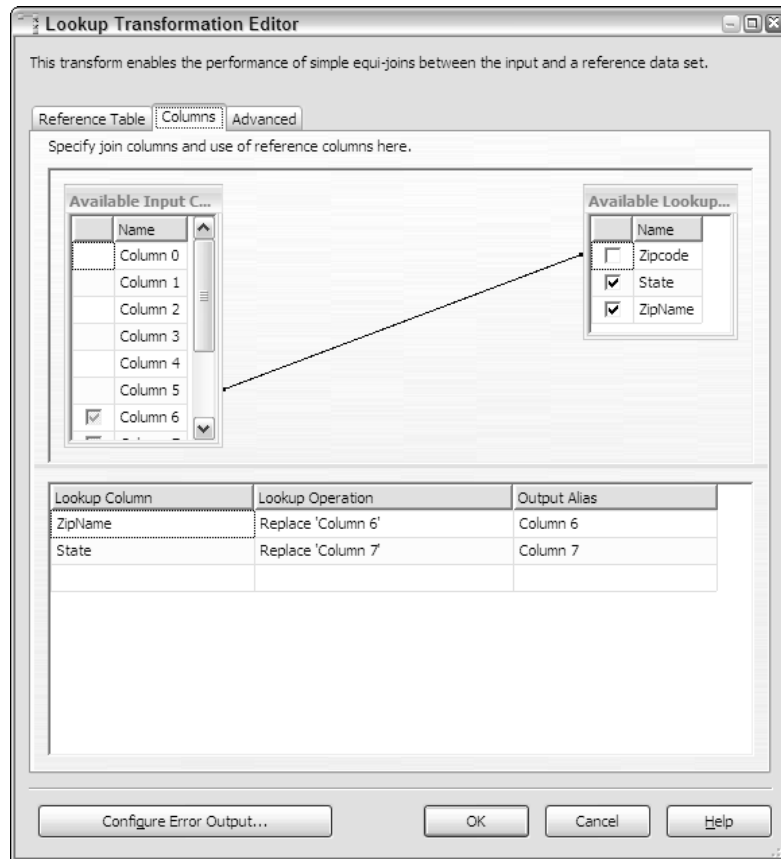 Lookup Transformation Editor
This transform enables the performance of simple equi-joins between the input and a reference data set.
Reference Table Columns Advanced
Specify join columns and use of reference columns here.
Available Input C...
Name
Column 0
Column 1
Column 2
Column 3
Column 4
Column 5
Column 6
Available Lookup...
Name
Zipcode
State
ZipName
Lookup Column Lookup Operation Output Alias
ZipName Replace 'Column 6' Column 6
State Replace 'Column 7' Column 7
Configure Error Output... OK Cancel Help